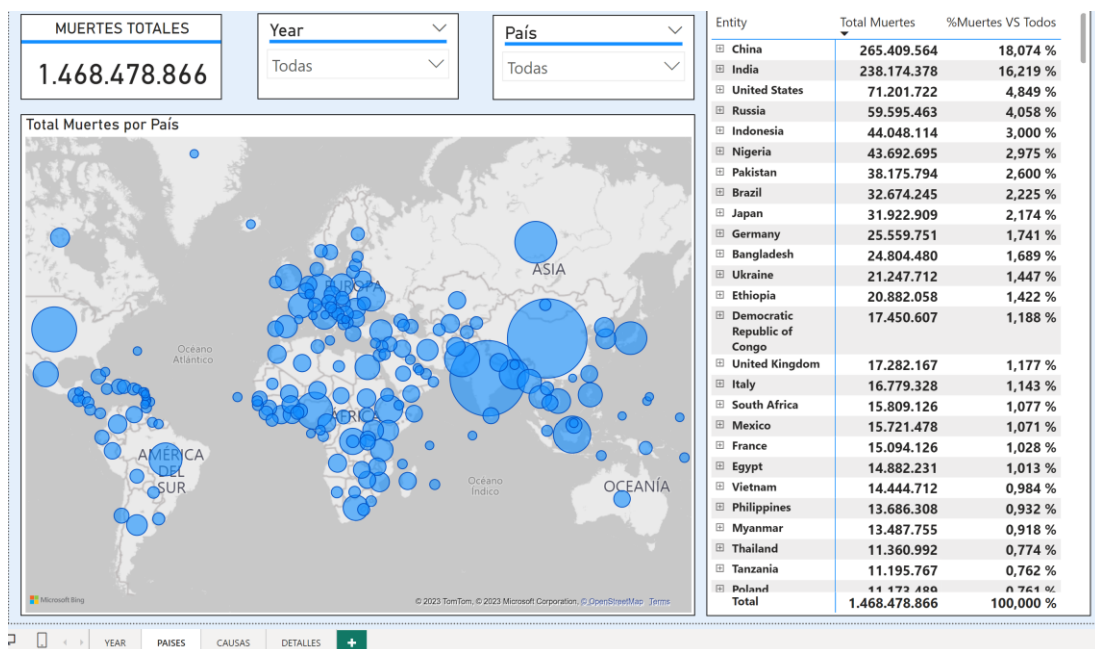 MUERTES TOTALES
1.468.478.866
Year
Todas
País
Todas
Total Muertes por País
EUROPA
ASIA
Océano
Atlántico
ÁFRICA
AMÉRICA
DEL
SUR
Océano
Índico
OCEANÍA
Microsoft Bing
© 2023 TomTom, © 2023 Microsoft Corporation, © OpenStreetMap Terms
Entity Total Muertes %Muertes VS Todos
China 265.409.564 18,074 %
India 238.174.378 16,219 %
United States 71.201.722 4,849 %
Russia 59.595.463 4,058 %
Indonesia 44.048.114 3,000 %
Nigeria 43.692.695 2,975 %
Pakistan 38.175.794 2,600 %
Brazil 32.674.245 2,225 %
Japan 31.922.909 2,174 %
Germany 25.559.751 1,741 %
Bangladesh 24.804.480 1,689 %
Ukraine 21.247.712 1,447 %
Ethiopia 20.882.058 1,422 %
Democratic 17.450.607 1,188 %
Republic of
Congo
United Kingdom 17.282.167 1,177 %
Italy 16.779.328 1,143 %
South Africa 15.809.126 1,077 %
Mexico 15.721.478 1,071 %
France 15.094.126 1,028 %
Egypt 14.882.231 1,013 %
Vietnam 14.444.712 0,984 %
Philippines 13.686.308 0,932 %
Myanmar 13.487.755 0,918 %
Thailand 11.360.992 0,774 %
Tanzania 11.195.767 0,762 %
Poland 11.173.489 0,761 %
Total 1.468.478.866 100,000 %
YEAR PAISES CAUSAS DETALLES +